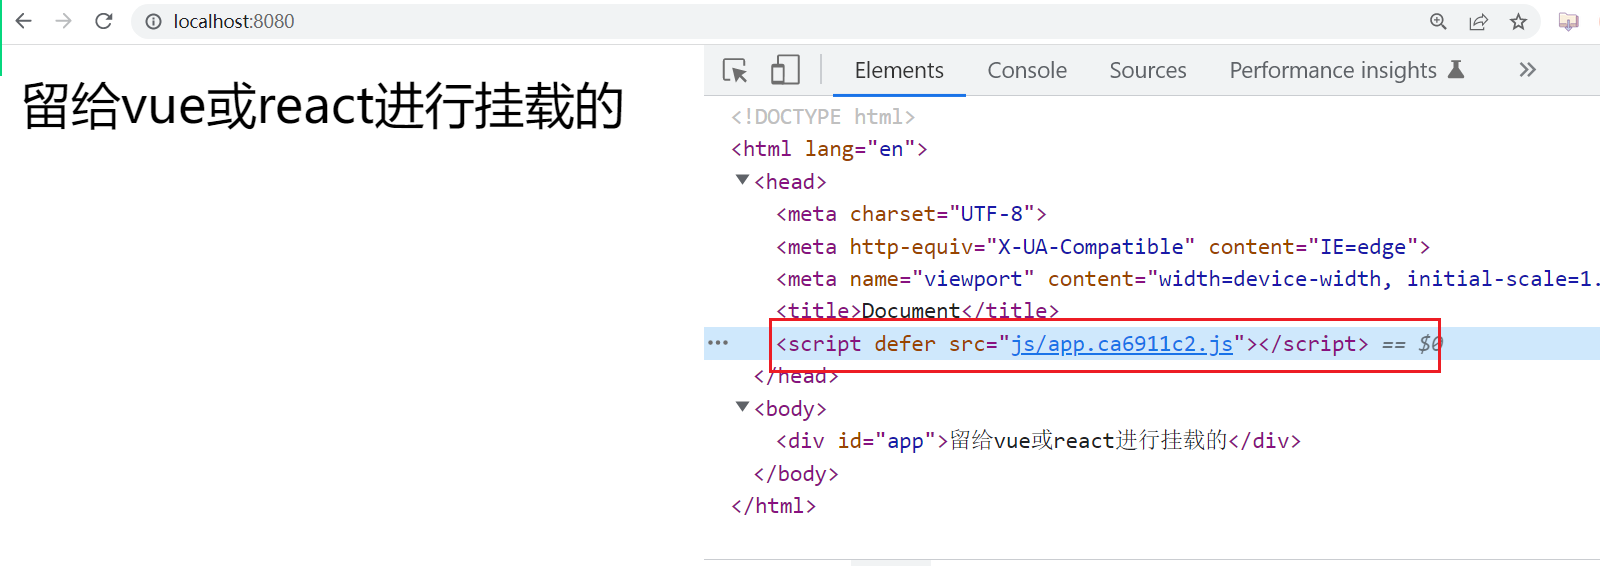 localhost:8080
留给vue或react进行挂载的
Elements Console Sources Performance insights
<!DOCTYPE html>
<html lang="en">
<head>
<meta charset="UTF-8">
<meta http-equiv="X-UA-Compatible" content="IE=edge">
<meta name="viewport" content="width=device-width, initial-scale=1.
<title>Document</title>
<script defer src="js/app.ca6911c2.js"></script> == $0
</head>
<body>
<div id="app">留给vue或react进行挂载的</div>
</body>
</html>